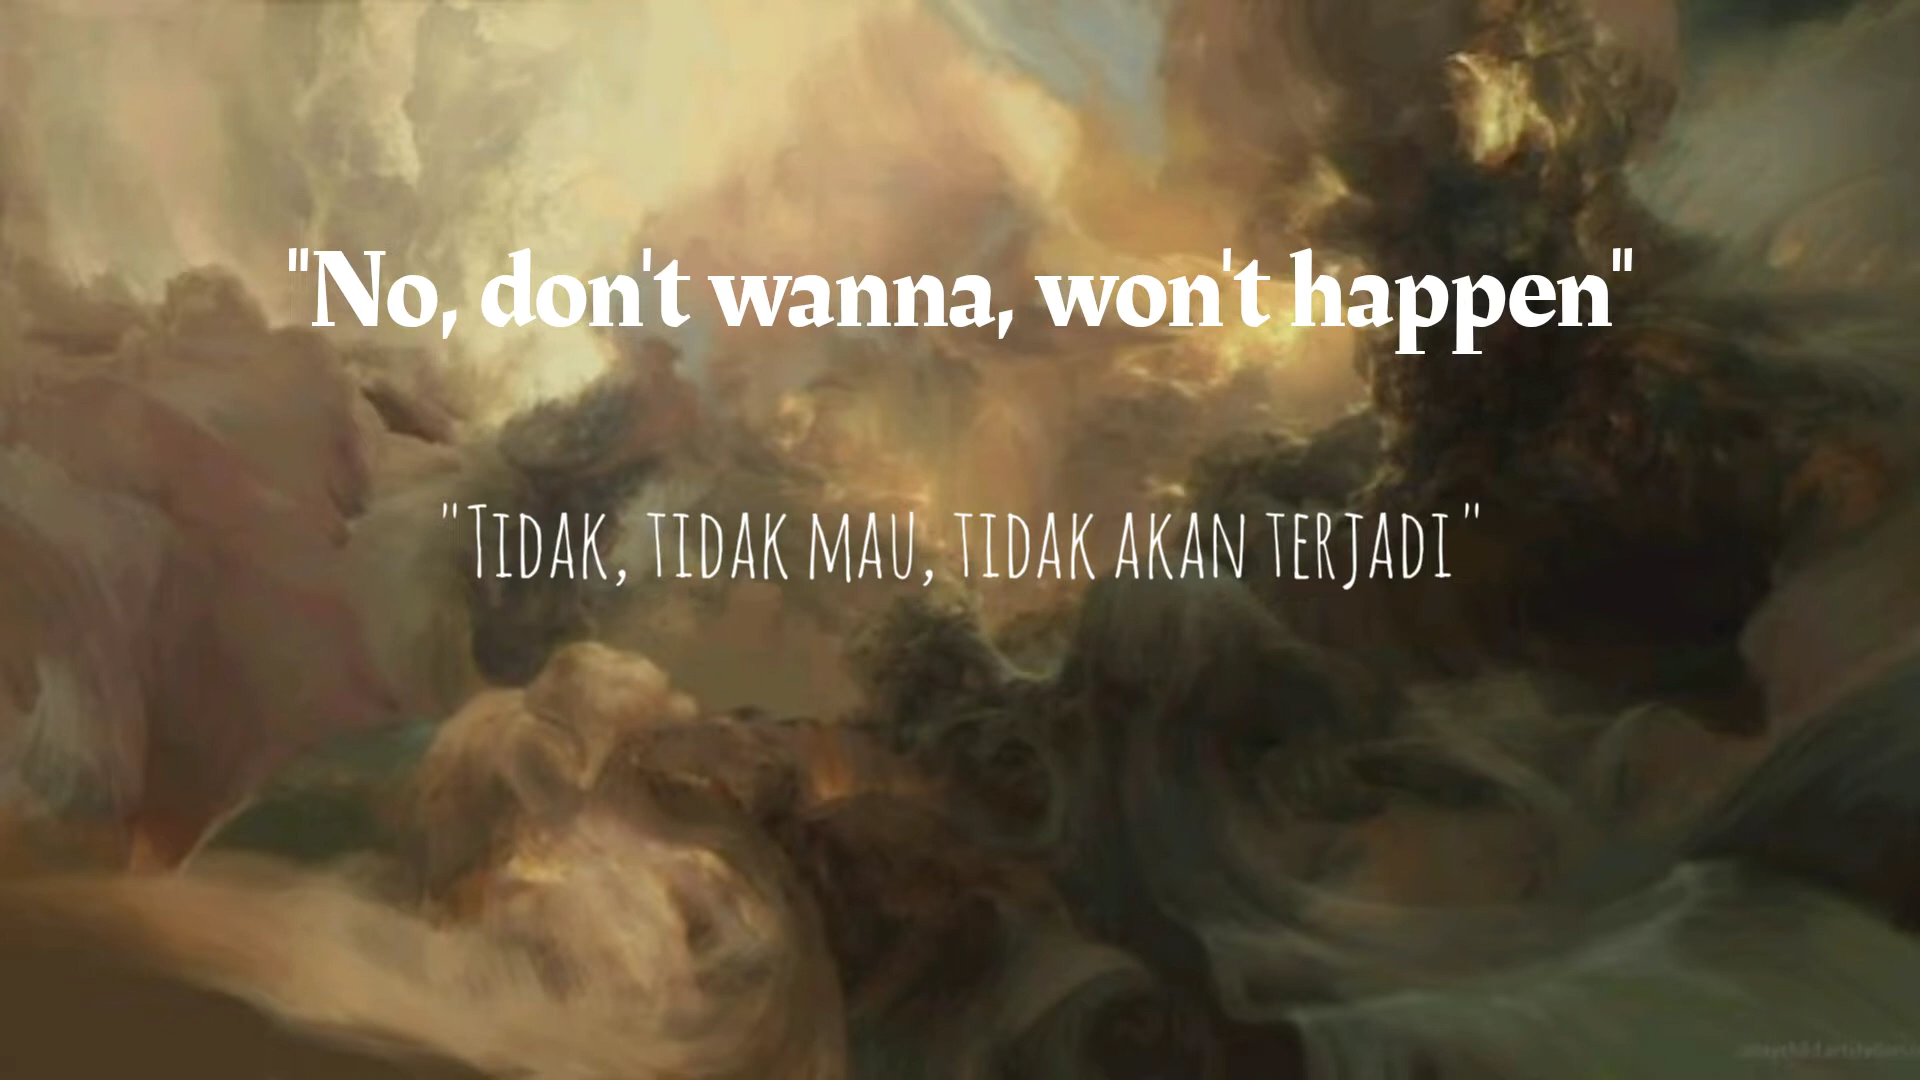 "No, don't wanna, won't happen"
"Tidak, tidak mau, tidak akan terjadi"